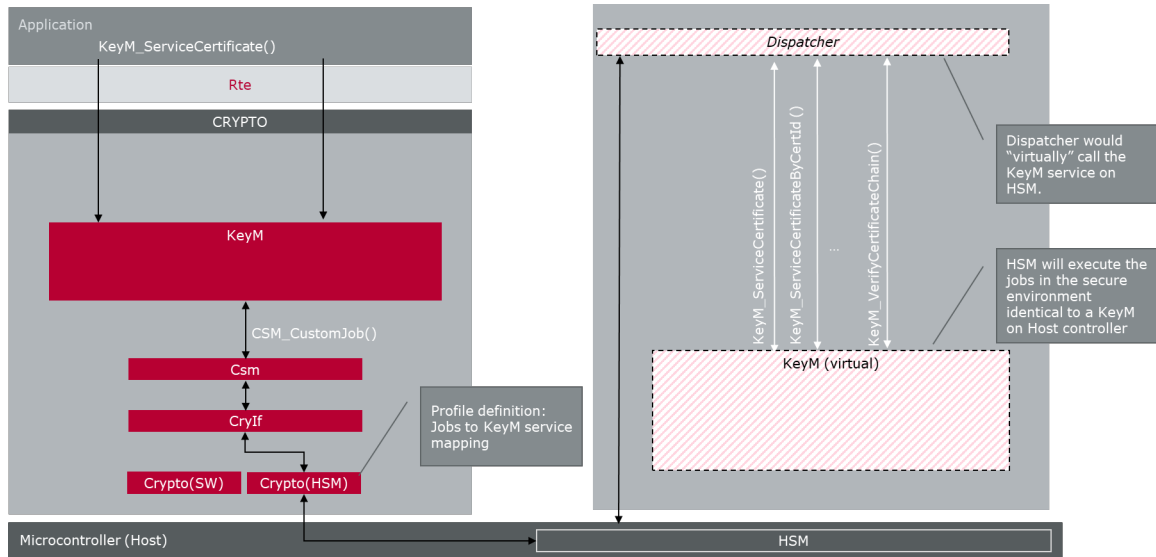 Application
KeyM_ServiceCertificate()
Rte
CRYPTO
KeyM
CSM_CustomJob()
Csm
CryIf
Profile definition:
Jobs to KeyM service
mapping
Crypto(SW)
Crypto(HSM)
Microcontroller (Host)
HSM
Dispatcher
KeyM_ServiceCertificate()
KeyM_ServiceCertificateByCertId ()
...
KeyM_VerifyCertificateChain()
Dispatcher would
“virtually” call the
KeyM service on
HSM.
HSM will execute the
jobs in the secure
environment
identical to a KeyM
on Host controller
KeyM (virtual)